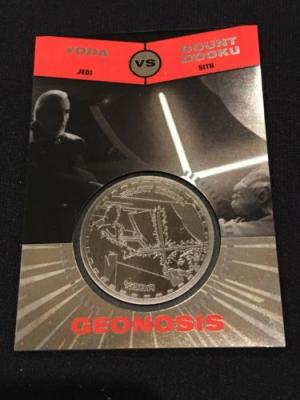 YODA
JEDI
VS
COUNT
DOOKU
SITH
GEONOSIS